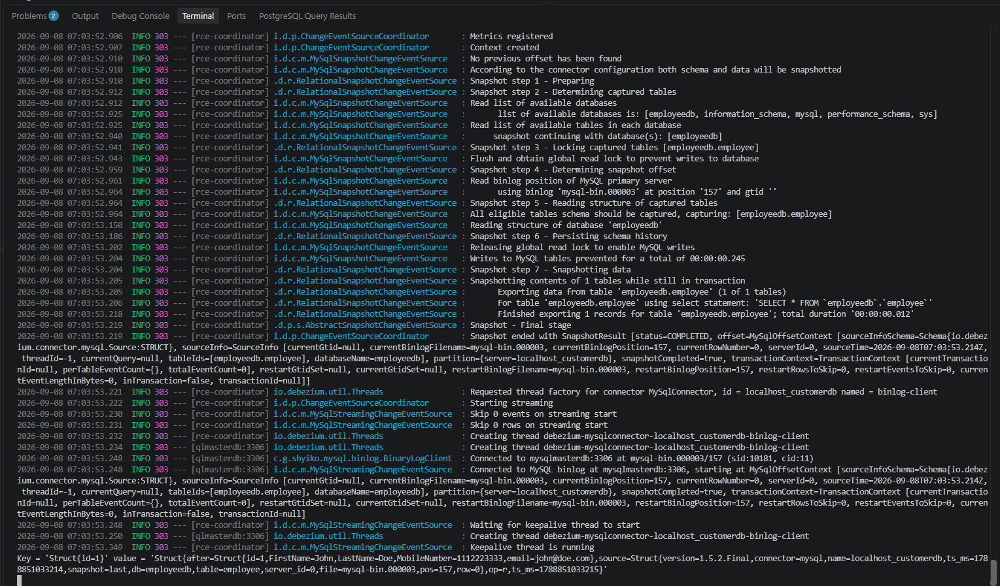 Problems 2 Output Debug Console Terminal Ports PostgreSQL Query Results
2026-09-08 07:03:52.906 INFO 303 --- [rce-coordinator] i.d.p.ChangeEventSourceCoordinator : Metrics registered
2026-09-08 07:03:52.907 INFO 303 --- [rce-coordinator] i.d.p.ChangeEventSourceCoordinator : Context created
2026-09-08 07:03:52.910 INFO 303 --- [rce-coordinator] i.d.c.m.MySqlSnapshotChangeEventSource : No previous offset has been found
2026-09-08 07:03:52.910 INFO 303 --- [rce-coordinator] i.d.c.m.MySqlSnapshotChangeEventSource : According to the connector configuration both schema and data will be snapshotted
2026-09-08 07:03:52.910 INFO 303 --- [rce-coordinator] .d.r.RelationalSnapshotChangeEventSource : Snapshot step 1 - Preparing
2026-09-08 07:03:52.912 INFO 303 --- [rce-coordinator] .d.r.RelationalSnapshotChangeEventSource : Snapshot step 2 - Determining captured tables
2026-09-08 07:03:52.912 INFO 303 --- [rce-coordinator] i.d.c.m.MySqlSnapshotChangeEventSource : Read list of available databases
2026-09-08 07:03:52.925 INFO 303 --- [rce-coordinator] i.d.c.m.MySqlSnapshotChangeEventSource : list of available databases is: [employeedb, information_schema, mysql, performance_schema, sys]
2026-09-08 07:03:52.925 INFO 303 --- [rce-coordinator] i.d.c.m.MySqlSnapshotChangeEventSource : Read list of available tables in each database
2026-09-08 07:03:52.940 INFO 303 --- [rce-coordinator] i.d.c.m.MySqlSnapshotChangeEventSource : snapshot continuing with database(s): [employeedb]
2026-09-08 07:03:52.941 INFO 303 --- [rce-coordinator] .d.r.RelationalSnapshotChangeEventSource : Snapshot step 3 - Locking captured tables [employeedb.employee]
2026-09-08 07:03:52.943 INFO 303 --- [rce-coordinator] i.d.c.m.MySqlSnapshotChangeEventSource : Flush and obtain global read lock to prevent writes to database
2026-09-08 07:03:52.959 INFO 303 --- [rce-coordinator] .d.r.RelationalSnapshotChangeEventSource : Snapshot step 4 - Determining snapshot offset
2026-09-08 07:03:52.961 INFO 303 --- [rce-coordinator] i.d.c.m.MySqlSnapshotChangeEventSource : Read binlog position of MySQL primary server
2026-09-08 07:03:52.964 INFO 303 --- [rce-coordinator] i.d.c.m.MySqlSnapshotChangeEventSource : using binlog 'mysql-bin.000003' at position '157' and gtid ''
2026-09-08 07:03:52.964 INFO 303 --- [rce-coordinator] .d.r.RelationalSnapshotChangeEventSource : Snapshot step 5 - Reading structure of captured tables
2026-09-08 07:03:52.964 INFO 303 --- [rce-coordinator] i.d.c.m.MySqlSnapshotChangeEventSource : All eligible tables schema should be captured, capturing: [employeedb.employee]
2026-09-08 07:03:53.150 INFO 303 --- [rce-coordinator] i.d.c.m.MySqlSnapshotChangeEventSource : Reading structure of database 'employeedb'
2026-09-08 07:03:53.186 INFO 303 --- [rce-coordinator] .d.r.RelationalSnapshotChangeEventSource : Snapshot step 6 - Persisting schema history
2026-09-08 07:03:53.202 INFO 303 --- [rce-coordinator] i.d.c.m.MySqlSnapshotChangeEventSource : Releasing global read lock to enable MySQL writes
2026-09-08 07:03:53.204 INFO 303 --- [rce-coordinator] i.d.c.m.MySqlSnapshotChangeEventSource : Writes to MySQL tables prevented for a total of 00:00:00.245
2026-09-08 07:03:53.204 INFO 303 --- [rce-coordinator] .d.r.RelationalSnapshotChangeEventSource : Snapshot step 7 - Snapshotting data
2026-09-08 07:03:53.205 INFO 303 --- [rce-coordinator] .d.r.RelationalSnapshotChangeEventSource : Snapshotting contents of 1 tables while still in transaction
2026-09-08 07:03:53.205 INFO 303 --- [rce-coordinator] .d.r.RelationalSnapshotChangeEventSource : Exporting data from table 'employeedb.employee' (1 of 1 tables)
2026-09-08 07:03:53.206 INFO 303 --- [rce-coordinator] .d.r.RelationalSnapshotChangeEventSource : For table 'employeedb.employee' using select statement: 'SELECT * FROM `employeedb`.`employee`'
2026-09-08 07:03:53.218 INFO 303 --- [rce-coordinator] .d.r.RelationalSnapshotChangeEventSource : Finished exporting 1 records for table 'employeedb.employee'; total duration '00:00:00.012'
2026-09-08 07:03:53.219 INFO 303 --- [rce-coordinator] .d.p.s.AbstractSnapshotChangeEventSource : Snapshot - Final stage
2026-09-08 07:03:53.219 INFO 303 --- [rce-coordinator] i.d.p.ChangeEventSourceCoordinator : Snapshot ended with SnapshotResult [status=COMPLETED, offset=MySqlOffsetContext [sourceInfoSchema=Schema{io.debez
ium.connector.mysql.Source:STRUCT}, sourceInfo=SourceInfo [currentGtid=null, currentBinlogFilename=mysql-bin.000003, currentBinlogPosition=157, currentRowNumber=0, serverId=0, sourceTime=2026-09-08T07:03:53.214Z,
threadId=-1, currentQuery=null, tableIds=[employeedb.employee], databaseName=employeedb], partition={server=localhost_customerdb}, snapshotCompleted=true, transactionContext=TransactionContext [currentTransactio
nId=null, perTableEventCount={}, totalEventCount=0], restartGtidSet=null, currentGtidSet=null, restartBinlogFilename=mysql-bin.000003, restartBinlogPosition=157, restartRowsToSkip=0, restartEventsToSkip=0, curren
tEventLengthInBytes=0, inTransaction=false, transactionId=null]]
2026-09-08 07:03:53.221 INFO 303 --- [rce-coordinator] io.debezium.util.Threads : Requested thread factory for connector MySqlConnector, id = localhost_customerdb named = binlog-client
2026-09-08 07:03:53.222 INFO 303 --- [rce-coordinator] i.d.p.ChangeEventSourceCoordinator : Starting streaming
2026-09-08 07:03:53.230 INFO 303 --- [rce-coordinator] i.d.c.m.MySqlStreamingChangeEventSource : Skip 0 events on streaming start
2026-09-08 07:03:53.231 INFO 303 --- [rce-coordinator] i.d.c.m.MySqlStreamingChangeEventSource : Skip 0 rows on streaming start
2026-09-08 07:03:53.232 INFO 303 --- [rce-coordinator] io.debezium.util.Threads : Creating thread debezium-mysqlconnector-localhost_customerdb-binlog-client
2026-09-08 07:03:53.234 INFO 303 --- [qlmasterdb:3306] io.debezium.util.Threads : Creating thread debezium-mysqlconnector-localhost_customerdb-binlog-client
2026-09-08 07:03:53.248 INFO 303 --- [qlmasterdb:3306] c.g.shyiko.mysql.binlog.BinaryLogClient : Connected to mysqlmasterdb:3306 at mysql-bin.000003/157 (sid:10181, cid:11)
2026-09-08 07:03:53.248 INFO 303 --- [qlmasterdb:3306] i.d.c.m.MySqlStreamingChangeEventSource : Connected to MySQL binlog at mysqlmasterdb:3306, starting at MySqlOffsetContext [sourceInfoSchema=Schema{io.debez
ium.connector.mysql.Source:STRUCT}, sourceInfo=SourceInfo [currentGtid=null, currentBinlogFilename=mysql-bin.000003, currentBinlogPosition=157, currentRowNumber=0, serverId=0, sourceTime=2026-09-08T07:03:53.214Z,
threadId=-1, currentQuery=null, tableIds=[employeedb.employee], databaseName=employeedb], partition={server=localhost_customerdb}, snapshotCompleted=true, transactionContext=TransactionContext [currentTransactio
nId=null, perTableEventCount={}, totalEventCount=0], restartGtidSet=null, currentGtidSet=null, restartBinlogFilename=mysql-bin.000003, restartBinlogPosition=157, restartRowsToSkip=0, restartEventsToSkip=0, curren
tEventLengthInBytes=0, inTransaction=false, transactionId=null]
2026-09-08 07:03:53.248 INFO 303 --- [rce-coordinator] i.d.c.m.MySqlStreamingChangeEventSource : Waiting for keepalive thread to start
2026-09-08 07:03:53.250 INFO 303 --- [qlmasterdb:3306] io.debezium.util.Threads : Creating thread debezium-mysqlconnector-localhost_customerdb-binlog-client
2026-09-08 07:03:53.349 INFO 303 --- [rce-coordinator] i.d.c.m.MySqlStreamingChangeEventSource : Keepalive thread is running
Key = 'Struct{id=1}' value = 'Struct{after=Struct{id=1,FirstName=John,LastName=Doe,MobileNumber=1112223333,email=john@doe.com},source=Struct{version=1.5.2.Final,connector=mysql,name=localhost_customerdb,ts_ms=178
8851033214,snapshot=last,db=employeedb,table=employee,server_id=0,file=mysql-bin.000003,pos=157,row=0},op=r,ts_ms=1788851033215}'